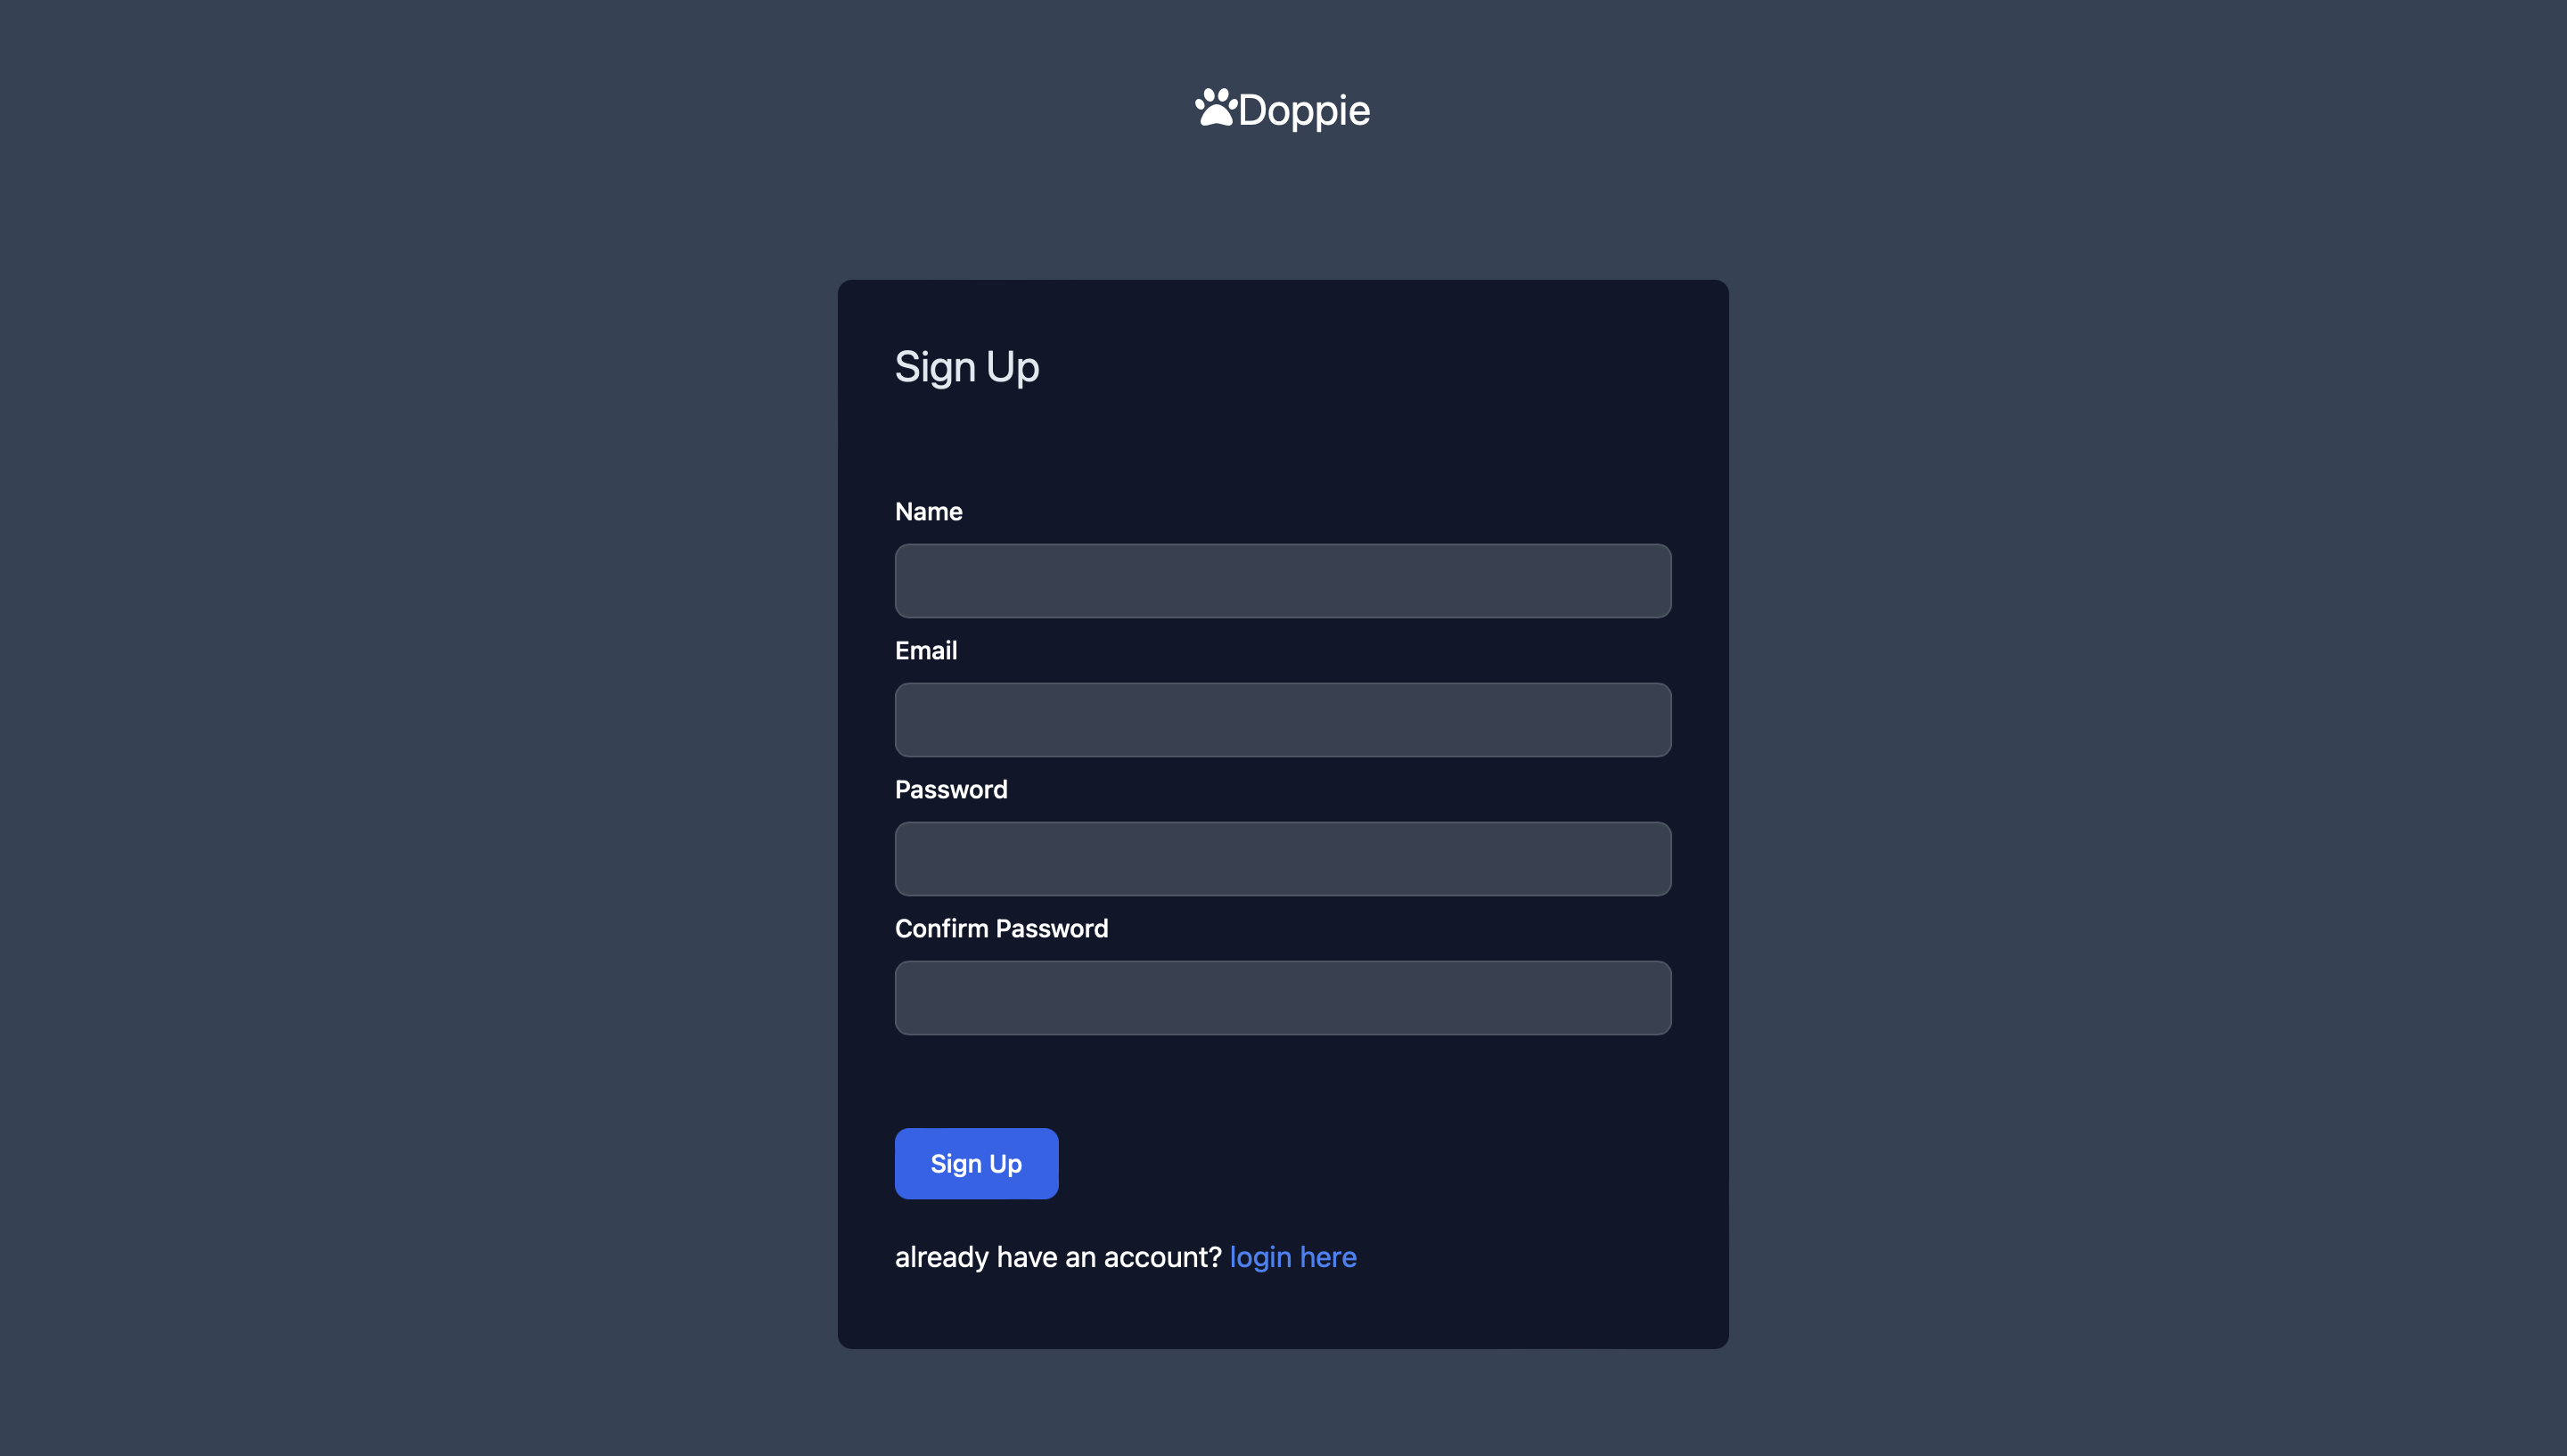 Doppie
Sign Up
Name
Email
Password
Confirm Password
Sign Up
already have an account? login here